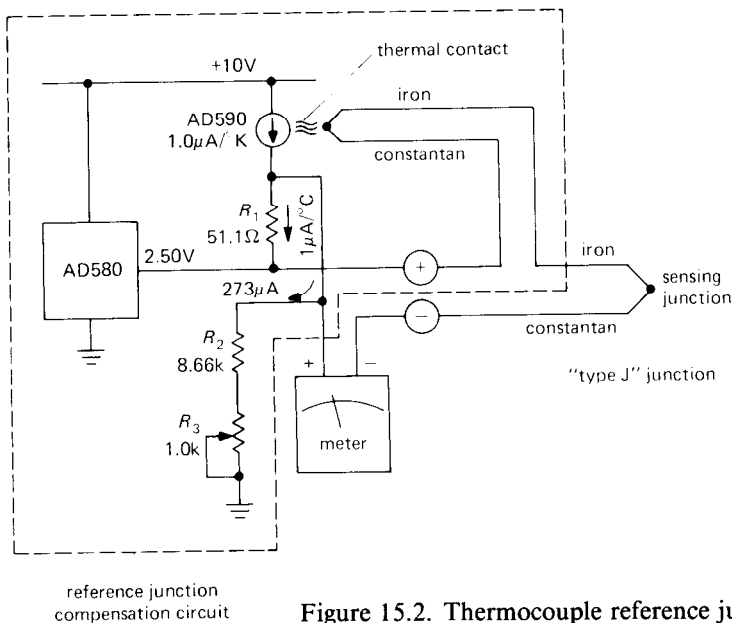 thermal contact
+10V
iron
AD590
1.0μA/°K
constantan
R1
51.1Ω
1μA/°C
AD580
2.50V
+
iron
sensing
junction
273μA
−
constantan
R2
8.66k
+ −
"type J" junction
R3
1.0k
meter
reference junction
compensation circuit
Figure 15.2. Thermocouple reference ju